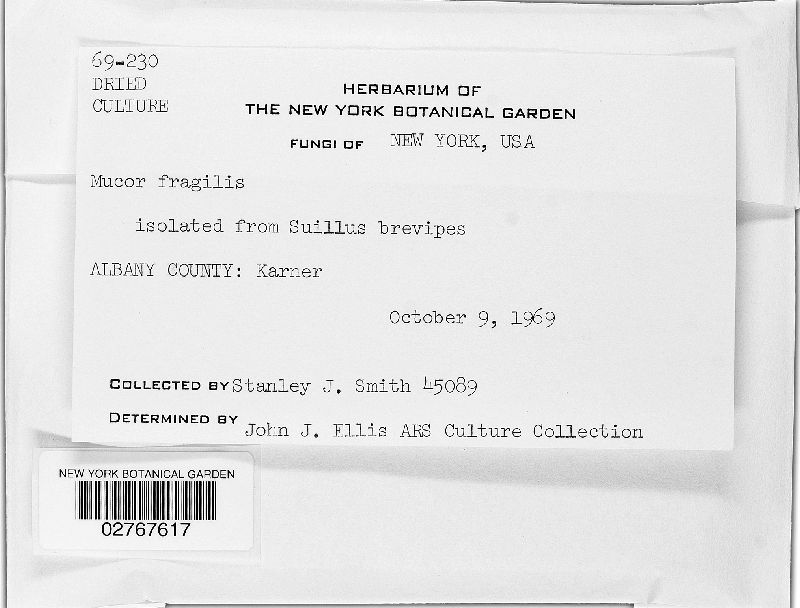 69-230
DRIED
CULTURE
HERBARIUM OF
THE NEW YORK BOTANICAL GARDEN
FUNGI OF NEW YORK, USA
Mucor fragilis
isolated from Suillus brevipes
ALBANY COUNTY: Karner
October 9, 1969
COLLECTED BY Stanley J. Smith 45089
DETERMINED BY John J. Ellis ARS Culture Collection
NEW YORK BOTANICAL GARDEN
02767617